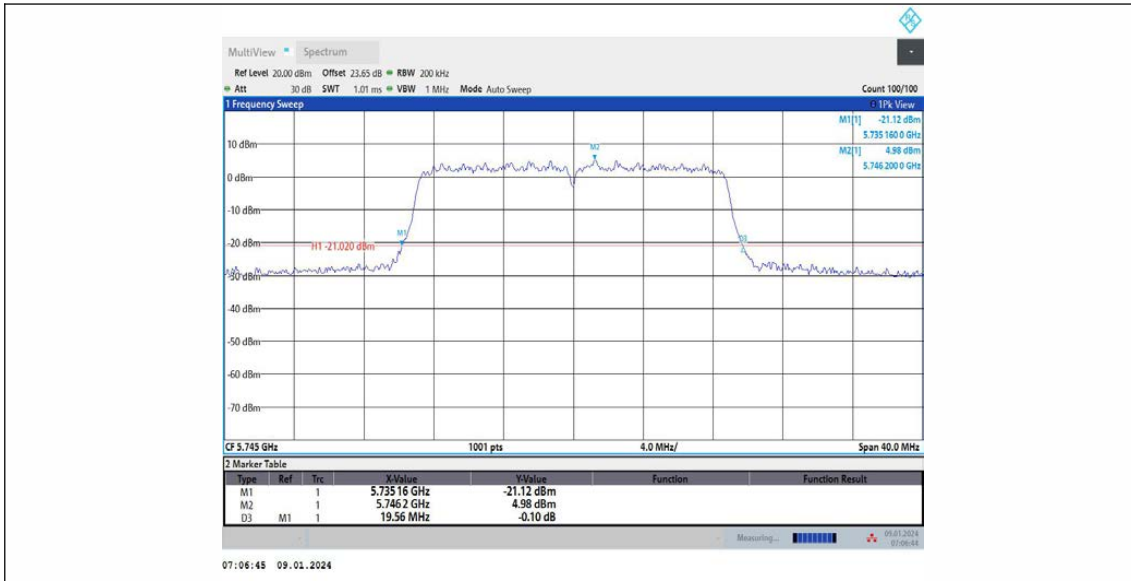 MultiView Spectrum
Ref Level 20.00 dBm Offset 23.65 dB RBW 200 kHz
Att 30 dB SWT 1.01 ms VBW 1 MHz Mode Auto Sweep Count 100/100
1 Frequency Sweep 1Pk View
M1[1] -21.12 dBm
5.735 160 0 GHz
M2[1] 4.98 dBm
5.746 200 0 GHz
M2
10 dBm
0 dBm
-10 dBm
M1
D3
-20 dBm
H1 -21.020 dBm
-30 dBm
-40 dBm
-50 dBm
-60 dBm
-70 dBm
CF 5.745 GHz 1001 pts 4.0 MHz/ Span 40.0 MHz
2 Marker Table
Type Ref Trc X-Value Y-Value Function Function Result
M1 1 5.735 16 GHz -21.12 dBm
M2 1 5.746 2 GHz 4.98 dBm
D3 M1 1 19.56 MHz -0.10 dB
Measuring... 09.01.2024
07:06:44
07:06:45 09.01.2024